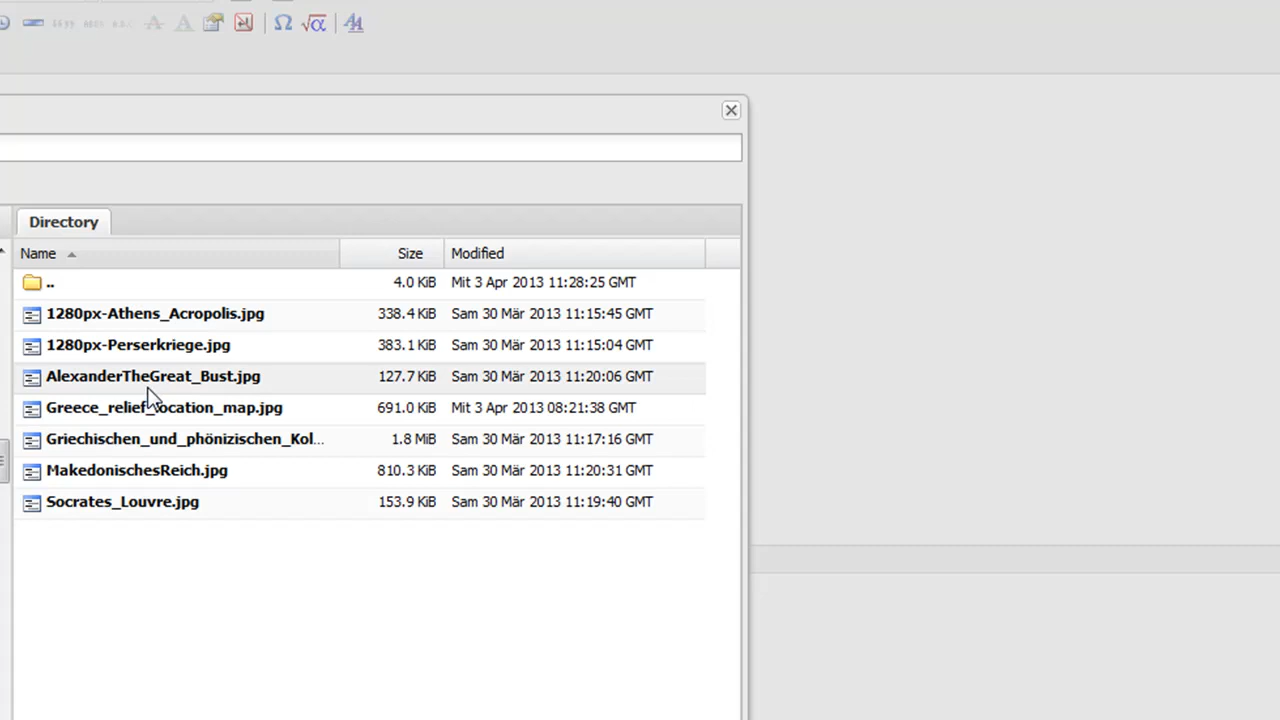 Directory
Name Size Modified
.. 4.0 KiB Mit 3 Apr 2013 11:28:25 GMT
1280px-Athens_Acropolis.jpg 338.4 KiB Sam 30 Mär 2013 11:15:45 GMT
1280px-Perserkriege.jpg 383.1 KiB Sam 30 Mär 2013 11:15:04 GMT
AlexanderTheGreat_Bust.jpg 127.7 KiB Sam 30 Mär 2013 11:20:06 GMT
Greece_relief_location_map.jpg 691.0 KiB Mit 3 Apr 2013 08:21:38 GMT
Griechischen_und_phönizischen_Kol... 1.8 MiB Sam 30 Mär 2013 11:17:16 GMT
MakedonischesReich.jpg 810.3 KiB Sam 30 Mär 2013 11:20:31 GMT
Socrates_Louvre.jpg 153.9 KiB Sam 30 Mär 2013 11:19:40 GMT